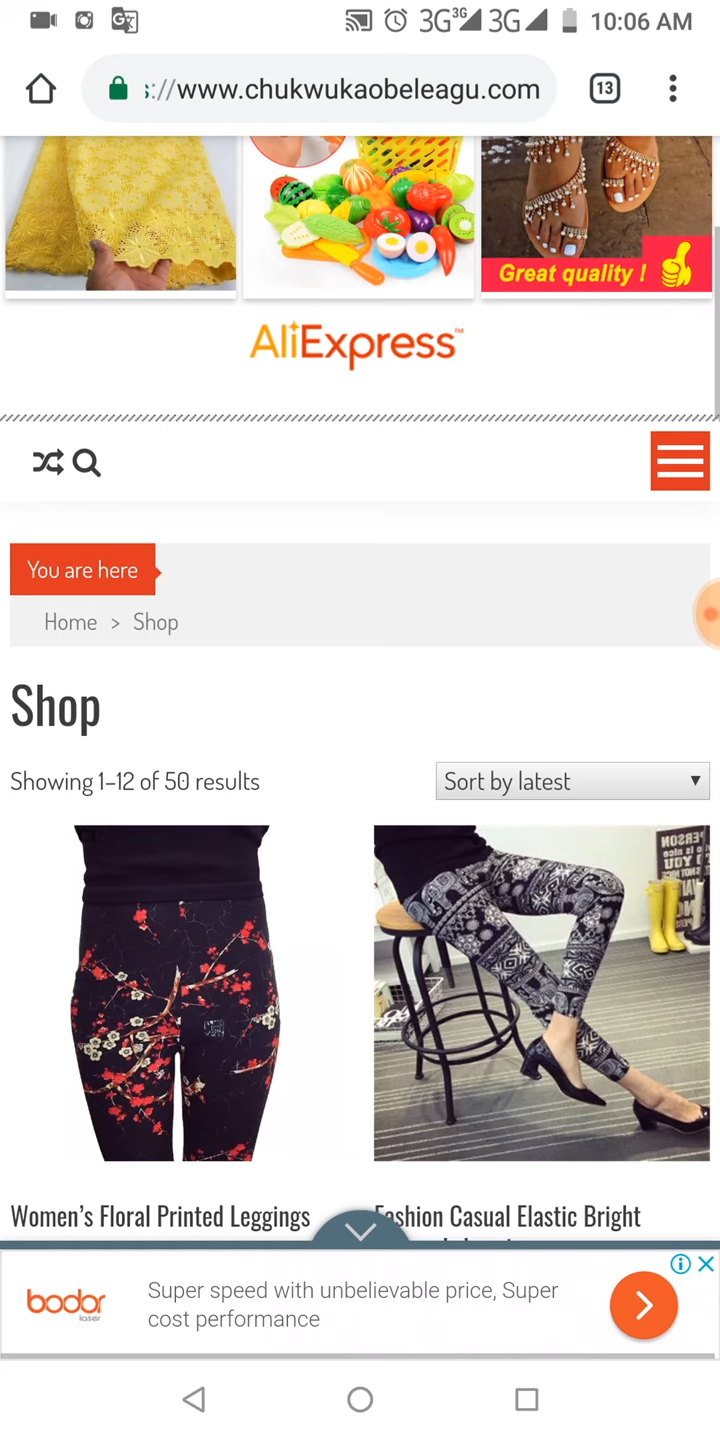 3G 3G 3G 10:06 AM
s://www.chukwukaobeleagu.com
13
Great quality !
AliExpress™
You are here
Home > Shop
Shop
Showing 1–12 of 50 results
Sort by latest
Women's Floral Printed Leggings
Fashion Casual Elastic Bright
bodor
laser
Super speed with unbelievable price, Super
cost performance